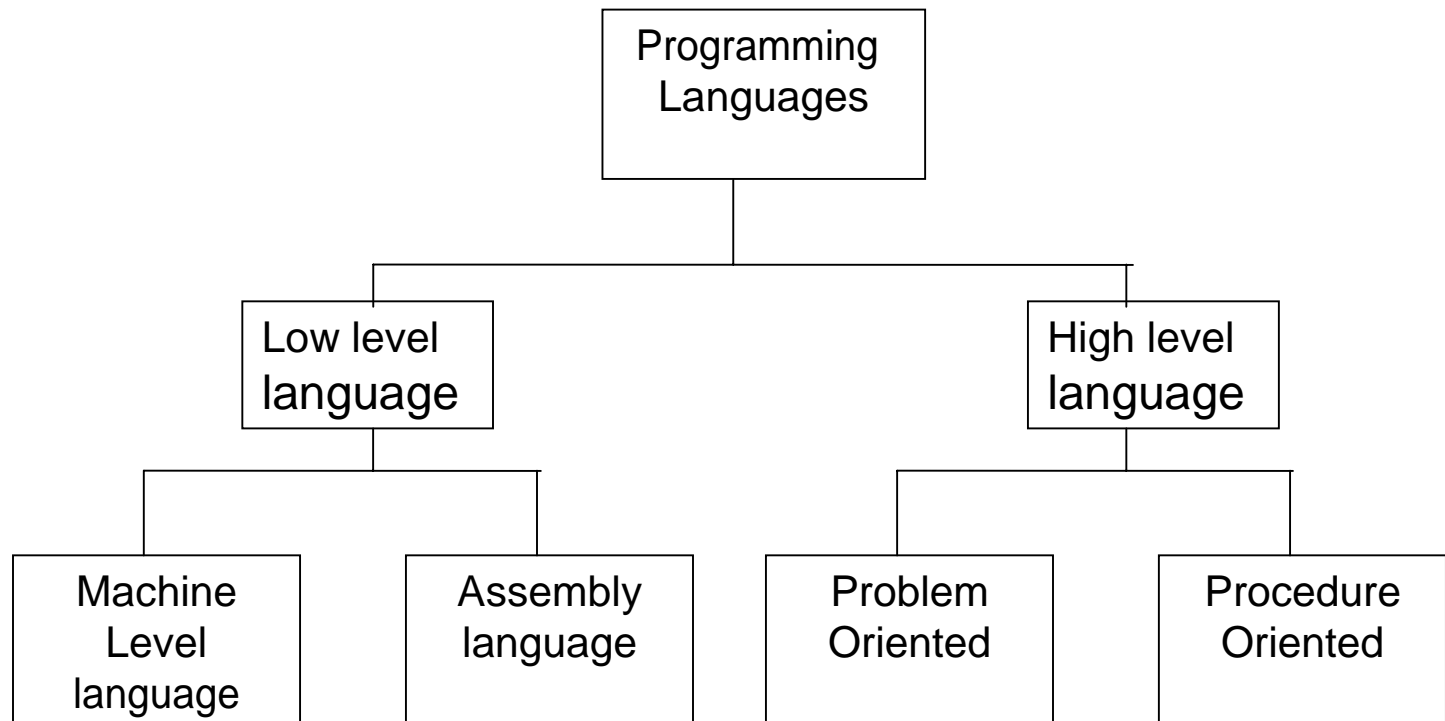 Programming
Languages
Low level
language
High level
language
Machine
Level
language
Assembly
language
Problem
Oriented
Procedure
Oriented